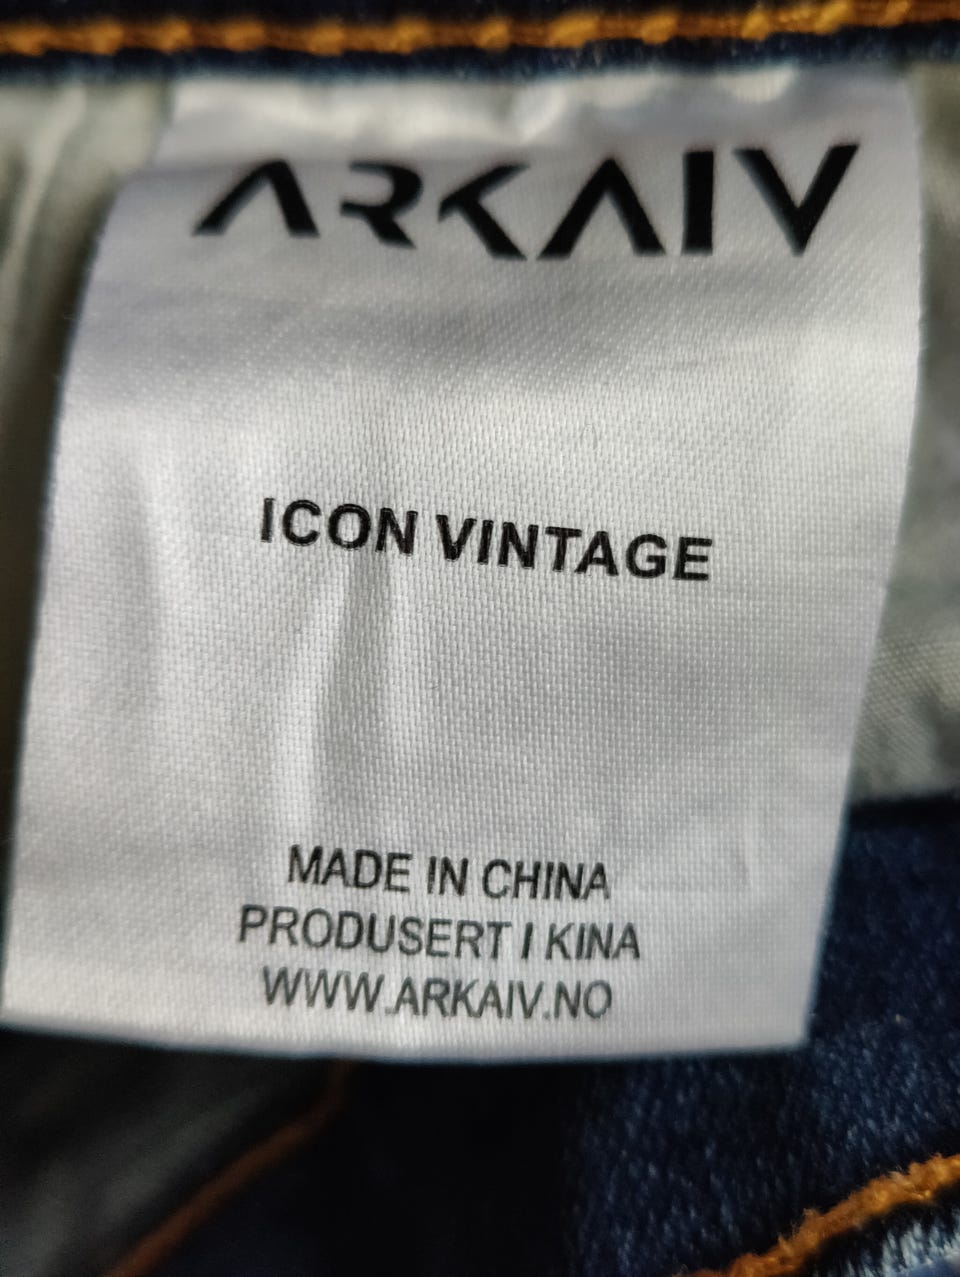 ARKAIV
ICON VINTAGE
MADE IN CHINA
PRODUSERT I KINA
WWW.ARKAIV.NO